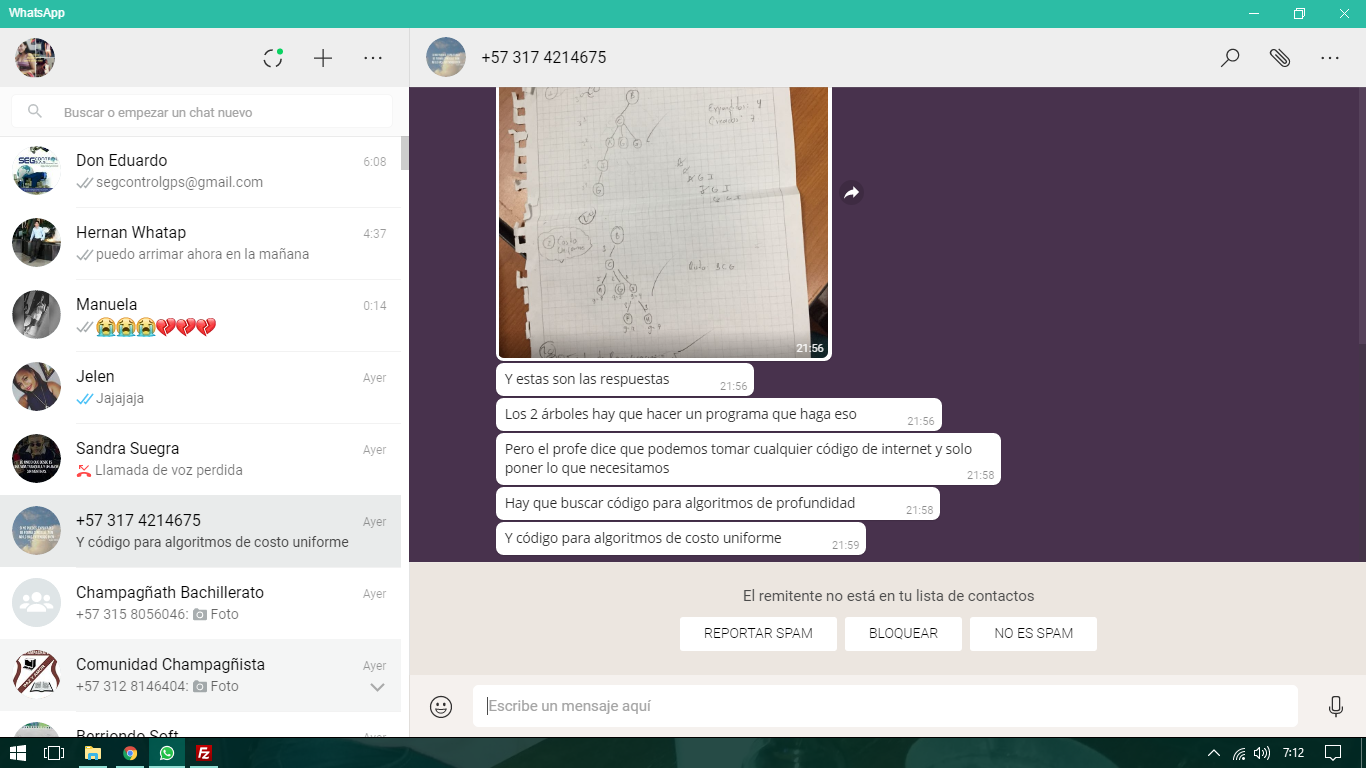 WhatsApp
+57 317 4214675
Buscar o empezar un chat nuevo
Don Eduardo
6:08
segcontrolgps@gmail.com
Hernan Whatap
4:37
puedo arrimar ahora en la mañana
Manuela
0:14
Jelen
Ayer
Jajajaja
Sandra Suegra
Ayer
Llamada de voz perdida
+57 317 4214675
Ayer
Y código para algoritmos de costo uniforme
Champagñath Bachillerato
Ayer
+57 315 8056046: Foto
Comunidad Champagñista
Ayer
+57 312 8146404: Foto
Berriondo Soft
Ayer
21:56
Y estas son las respuestas
21:56
Los 2 árboles hay que hacer un programa que haga eso
21:56
Pero el profe dice que podemos tomar cualquier código de internet y solo
poner lo que necesitamos
21:58
Hay que buscar código para algoritmos de profundidad
21:58
Y código para algoritmos de costo uniforme
21:59
El remitente no está en tu lista de contactos
REPORTAR SPAM
BLOQUEAR
NO ES SPAM
Escribe un mensaje aquí
7:12